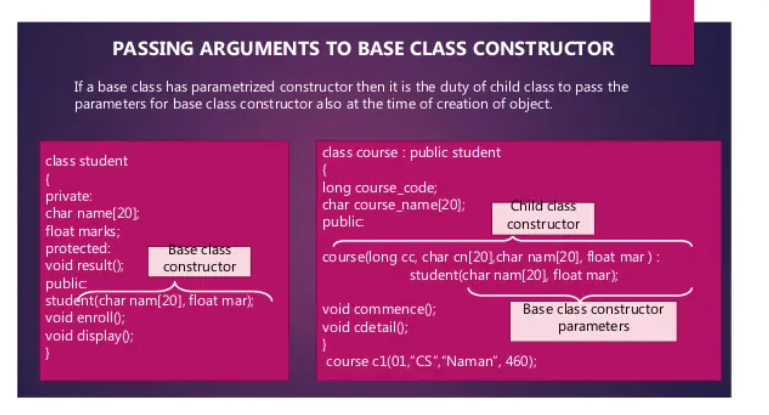 PASSING ARGUMENTS TO BASE CLASS CONSTRUCTOR
If a base class has parametrized constructor then it is the duty of child class to pass the
parameters for base class constructor also at the time of creation of object.
class student
{
private:
char name[20];
float marks;
protected:
void result();
public:
student(char nam[20], float mar);
void enroll();
void display();
}
Base class
constructor
class course : public student
{
long course_code;
char course_name[20];
public:
Child class
constructor
course(long cc, char cn[20],char nam[20], float mar ) :
student(char nam[20], float mar);
void commence();
void cdetail();
}
Base class constructor
parameters
course c1(01,”CS”,”Naman”, 460);